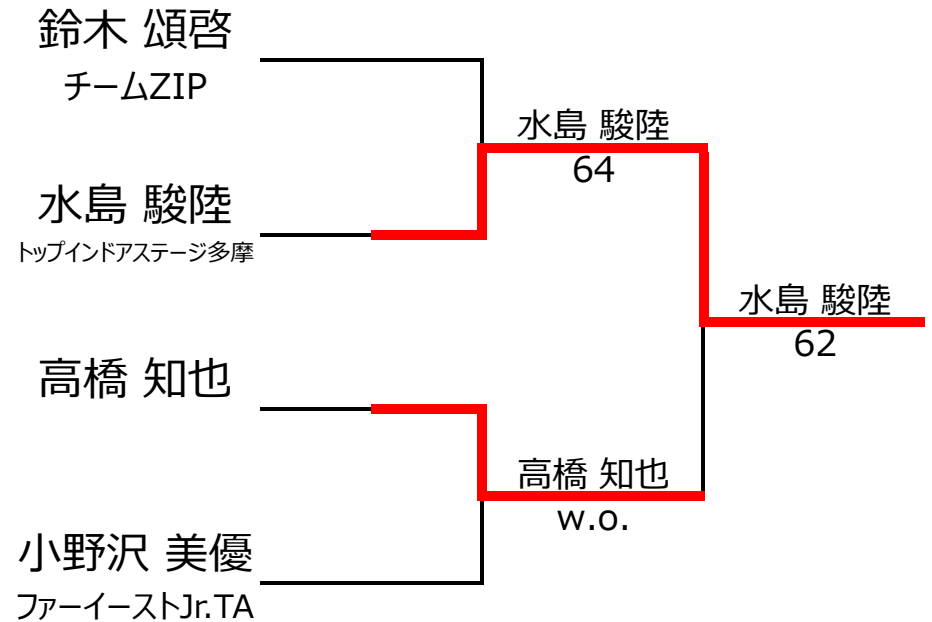 鈴木 頌啓
チームZIP
水島 駿陸
64
水島 駿陸
トップインドアステージ多摩
水島 駿陸
62
高橋 知也
高橋 知也
w.o.
小野沢 美優
ファーイーストJr.TA